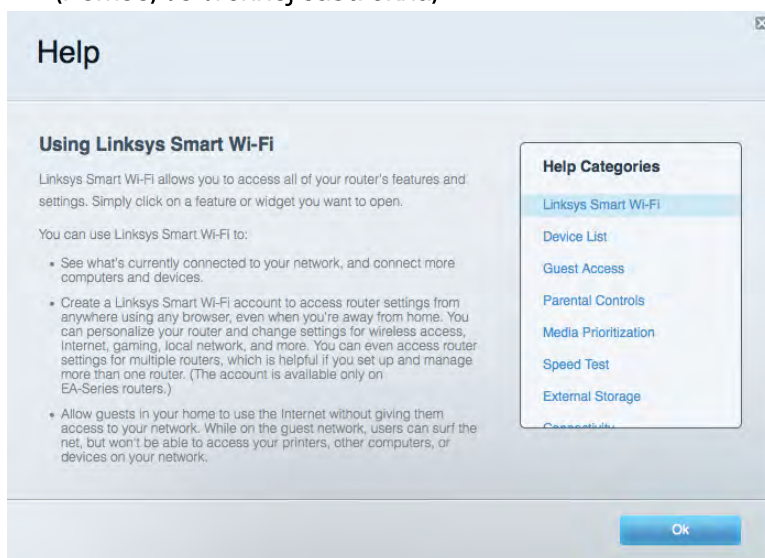 Help
Using Linksys Smart Wi-Fi
Linksys Smart Wi-Fi allows you to access all of your router's features and
settings. Simply click on a feature or widget you want to open.
You can use Linksys Smart Wi-Fi to:
• See what's currently connected to your network, and connect more
computers and devices.
• Create a Linksys Smart Wi-Fi account to access router settings from
anywhere using any browser, even when you're away from home. You
can personalize your router and change settings for wireless access,
Internet, gaming, local network, and more. You can even access router
settings for multiple routers, which is helpful if you set up and manage
more than one router. (The account is available only on
EA-Series routers.)
• Allow guests in your home to use the Internet without giving them
access to your network. While on the guest network, users can surf the
net, but won't be able to access your printers, other computers, or
devices on your network.
Help Categories
Linksys Smart Wi-Fi
Device List
Guest Access
Parental Controls
Media Prioritization
Speed Test
External Storage
Connectivity
Ok